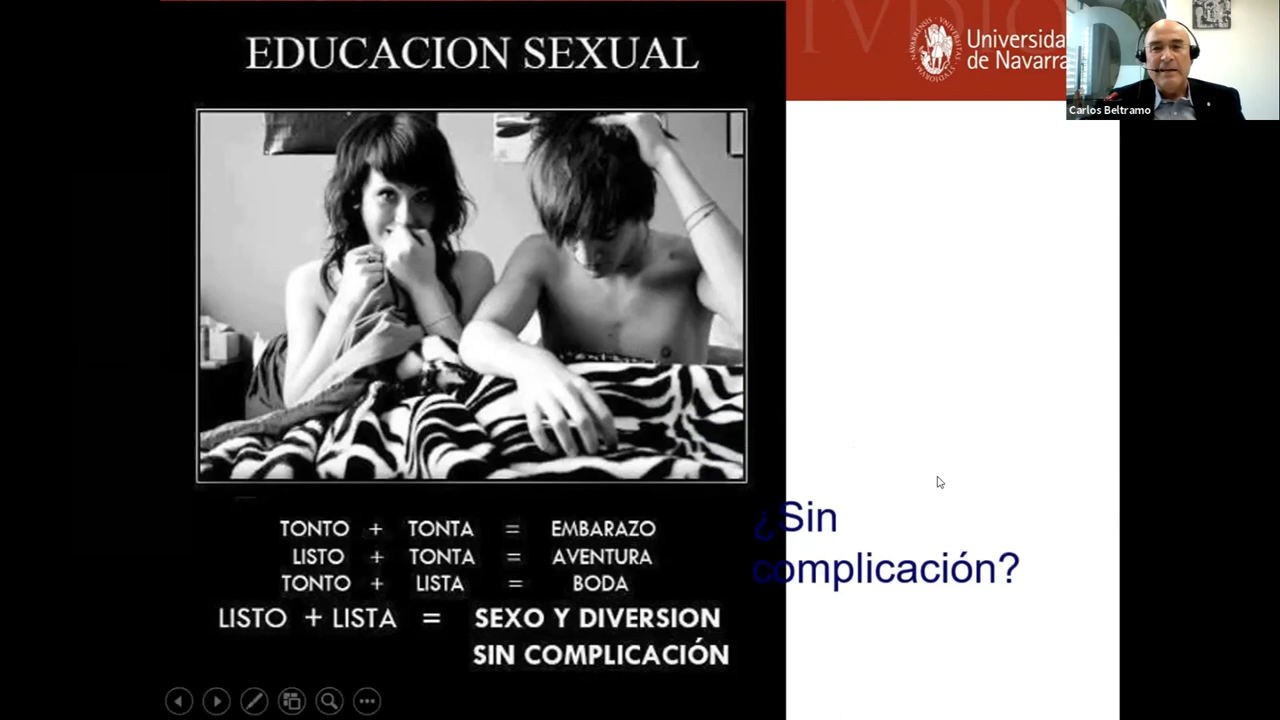 EDUCACION SEXUAL
Universida
de Navarra
Carlos Beltramo
TONTO + TONTA = EMBARAZO
LISTO + TONTA = AVENTURA
TONTO + LISTA = BODA
LISTO + LISTA = SEXO Y DIVERSION
SIN COMPLICACIÓN
¿Sin
complicación?